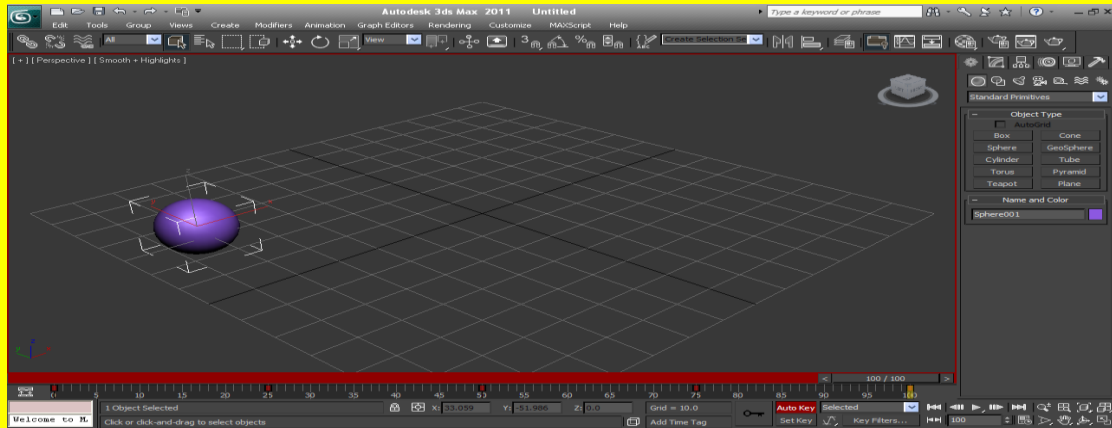 Autodesk 3ds Max 2011 Untitled
Type a keyword or phrase
Edit Tools Group Views Create Modifiers Animation Graph Editors Rendering Customize MAXScript Help
All
View
3
Create Selection Se
[ + ] [ Perspective ] [ Smooth + Highlights ]
Standard Primitives
Object Type
AutoGrid
Box Cone
Sphere GeoSphere
Cylinder Tube
Torus Pyramid
Teapot Plane
Name and Color
Sphere001
< 100 / 100 >
0 5 10 15 20 25 30 35 40 45 50 55 60 65 70 75 80 85 90 95 100
1 Object Selected
X: 33.059 Y: -51.986 Z: 0.0
Grid = 10.0
Auto Key Selected
Welcome to M
Click or click-and-drag to select objects
Add Time Tag
Set Key Key Filters...
100